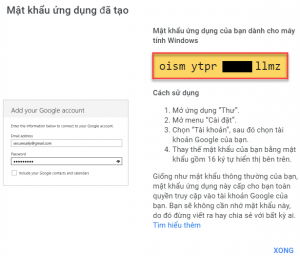 Mật khẩu ứng dụng đã tạo
Add your Google account
Enter the information below to connect to your Google account.
Email address
Password
Include your Google contacts and calendars
Mật khẩu ứng dụng của bạn dành cho máy
tính Windows
oism ytpr llmz
Cách sử dụng
1. Mở ứng dụng "Thư".
2. Mở menu "Cài đặt".
3. Chọn "Tài khoản", sau đó chọn tài
khoản Google của bạn.
4. Thay thế mật khẩu của bạn bằng mật
khẩu gồm 16 ký tự hiển thị bên trên.
Giống như mật khẩu thông thường của bạn,
mật khẩu ứng dụng này cấp cho bạn toàn
quyền truy cập vào tài khoản Google của
bạn. Bạn sẽ không cần nhớ mật khẩu này,
do đó đừng viết ra hay chia sẻ với bất kỳ ai.
Tìm hiểu thêm
XONG